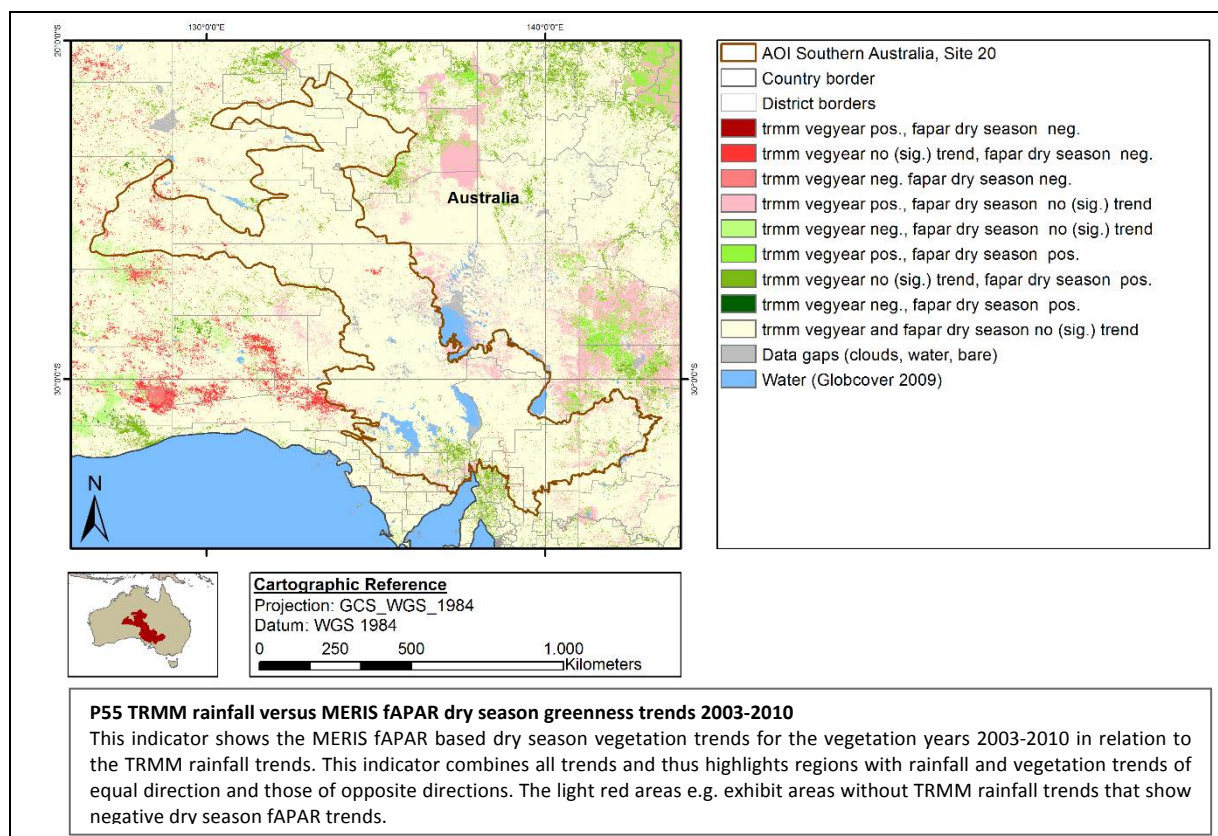 130°0'0"E
140°0'0"E
20°0'0"S
20°0'0"S
Australia
30°0'0"S
30°0'0"S
N
130°0'0"E
140°0'0"E
AOI Southern Australia, Site 20
Country border
District borders
trmm vegyear pos., fapar dry season  neg.
trmm vegyear no (sig.) trend, fapar dry season  neg.
trmm vegyear neg. fapar dry season neg.
trmm vegyear pos., fapar dry season  no (sig.) trend
trmm vegyear neg., fapar dry season  no (sig.) trend
trmm vegyear pos., fapar dry season  pos.
trmm vegyear no (sig.) trend, fapar dry season  pos.
trmm vegyear neg., fapar dry season  pos.
trmm vegyear and fapar dry season no (sig.) trend
Data gaps (clouds, water, bare)
Water (Globcover 2009)
Cartographic Reference
Projection: GCS_WGS_1984
Datum: WGS 1984
0 250 500 1.000
Kilometers
P55 TRMM rainfall versus MERIS fAPAR dry season greenness trends 2003-2010
This indicator shows the MERIS fAPAR based dry season vegetation trends for the vegetation years 2003-2010 in relation to
the TRMM rainfall trends. This indicator combines all trends and thus highlights regions with rainfall and vegetation trends of
equal direction and those of opposite directions. The light red areas e.g. exhibit areas without TRMM rainfall trends that show
negative dry season fAPAR trends.